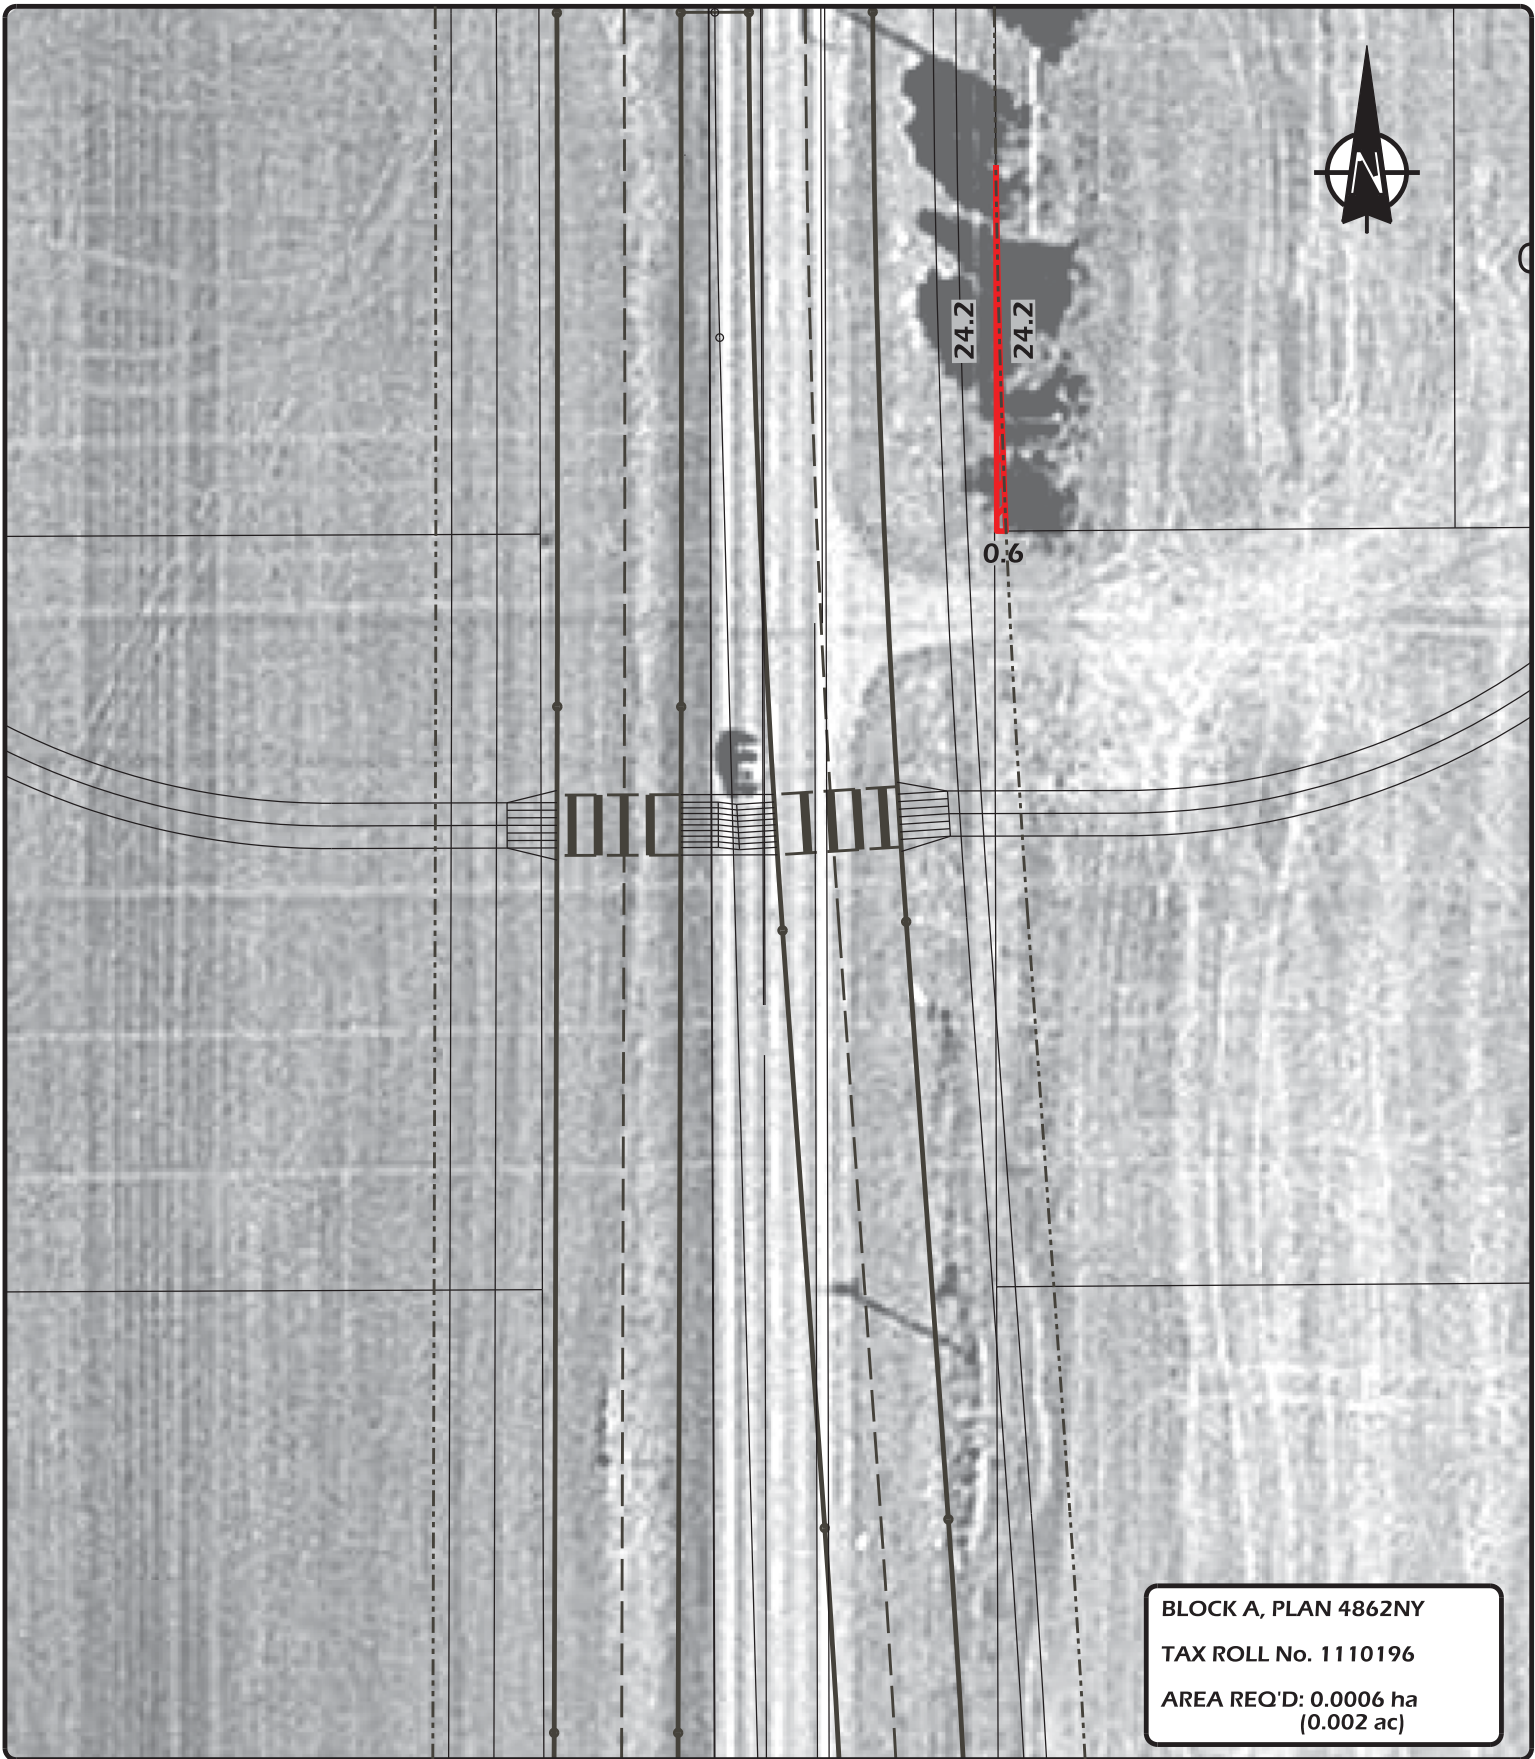 N
24.2
24.2
0.6
BLOCK A, PLAN 4862NY
TAX ROLL No. 1110196
AREA REQ'D: 0.0006 ha
(0.002 ac)